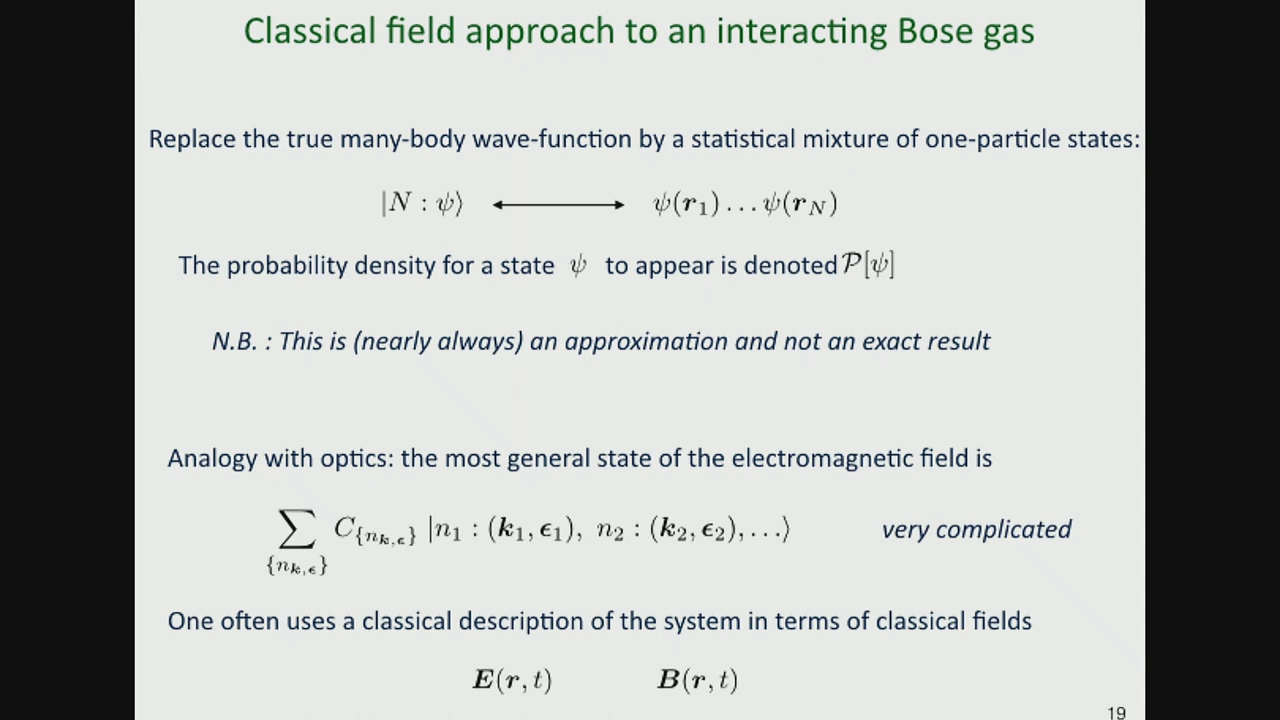 Classical field approach to an interacting Bose gas
Replace the true many-body wave-function by a statistical mixture of one-particle states:
|N : ψ⟩ ⟷ ψ(r₁) . . . ψ(r_N)
The probability density for a state ψ to appear is denoted 𝒫[ψ]
N.B. : This is (nearly always) an approximation and not an exact result
Analogy with optics: the most general state of the electromagnetic field is
∑_{{n_{k,ϵ}}} C_{{n_{k,ϵ}}} |n₁ : (k₁, ϵ₁), n₂ : (k₂, ϵ₂), . . .⟩ very complicated
One often uses a classical description of the system in terms of classical fields
E(r, t) B(r, t)
19